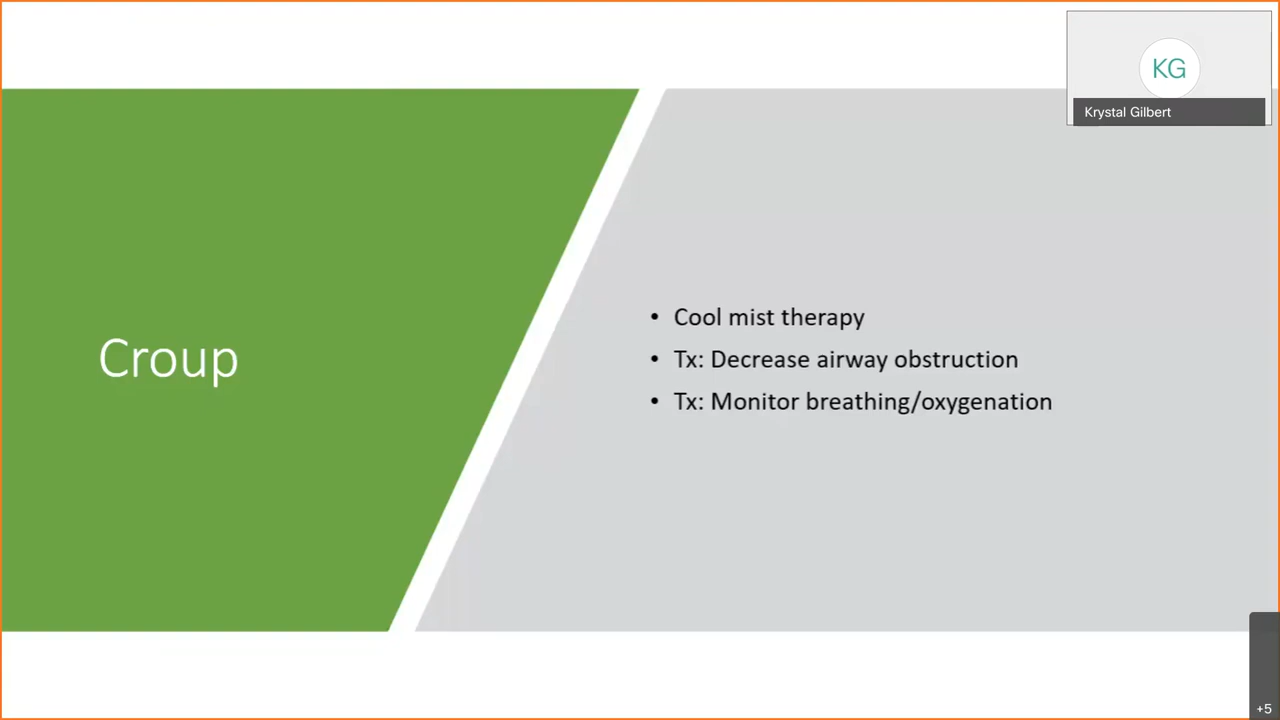 KG
Krystal Gilbert
Croup
• Cool mist therapy
• Tx: Decrease airway obstruction
• Tx: Monitor breathing/oxygenation
+5